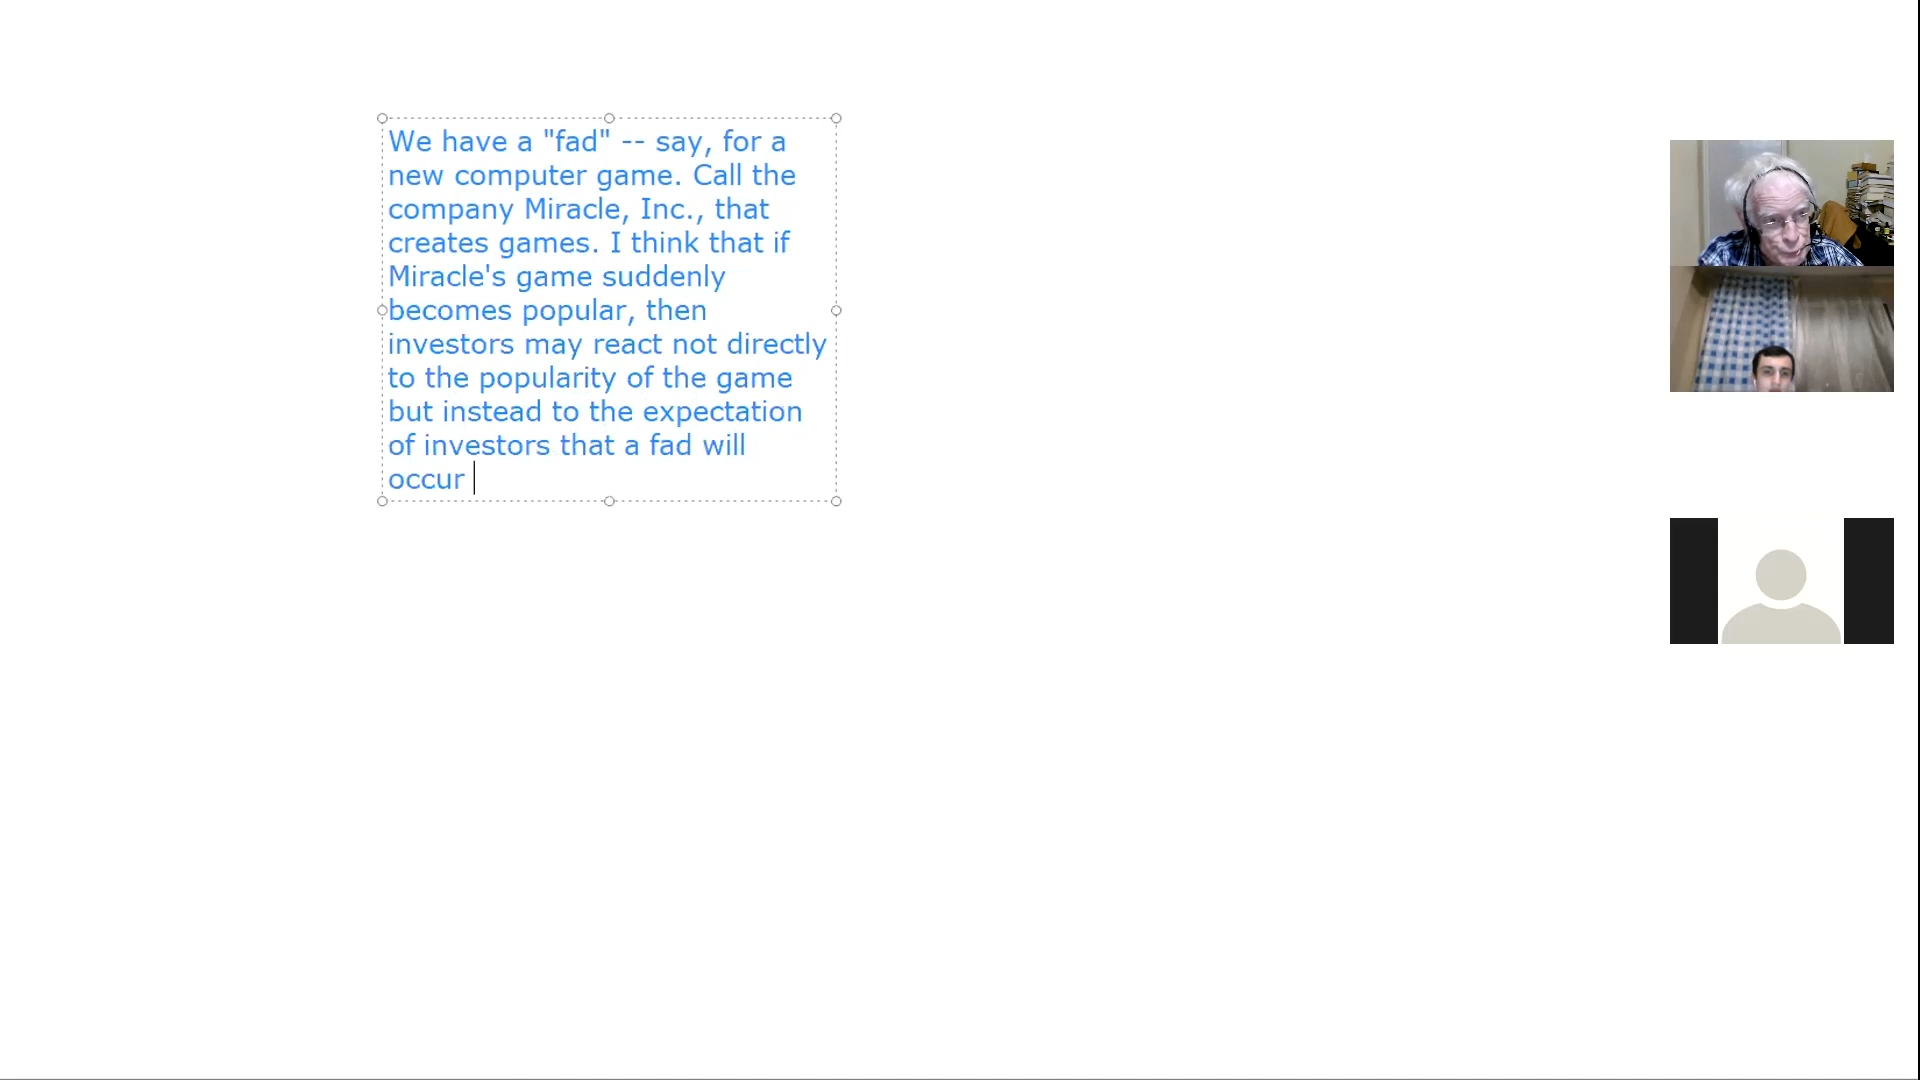 We have a "fad" -- say, for a
new computer game. Call the
company Miracle, Inc., that
creates games. I think that if
Miracle's game suddenly
becomes popular, then
investors may react not directly
to the popularity of the game
but instead to the expectation
of investors that a fad will
occur